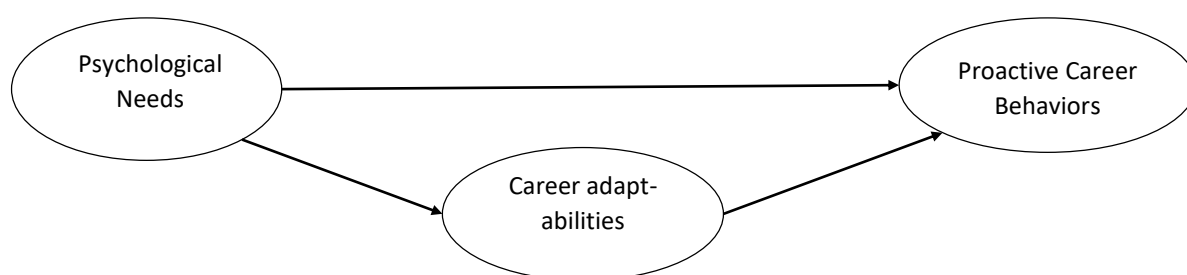 Psychological
Needs
Proactive Career
Behaviors
Career adapt-
abilities